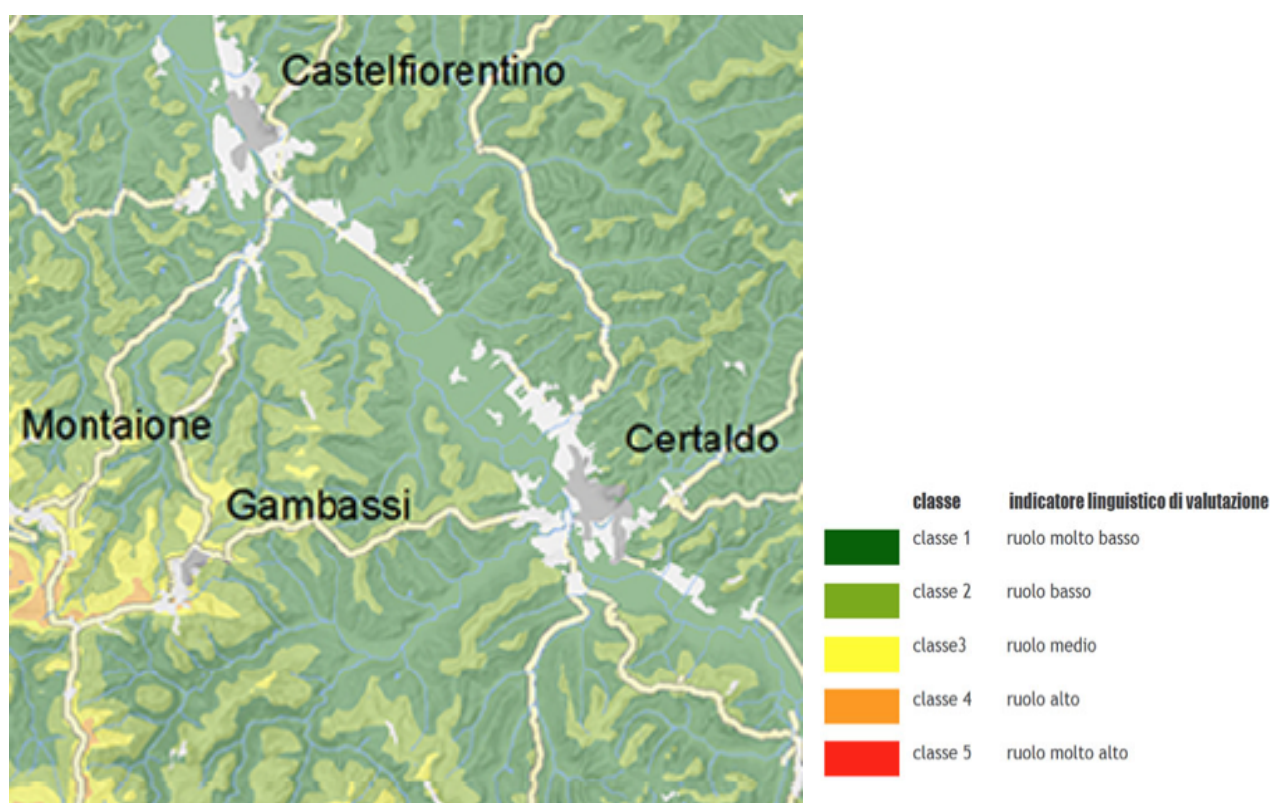 Castelfiorentino
Montaione
Certaldo
Gambassi
classe indicatore linguistico di valutazione
classe 1 ruolo molto basso
classe 2 ruolo basso
classe3 ruolo medio
classe 4 ruolo alto
classe 5 ruolo molto alto